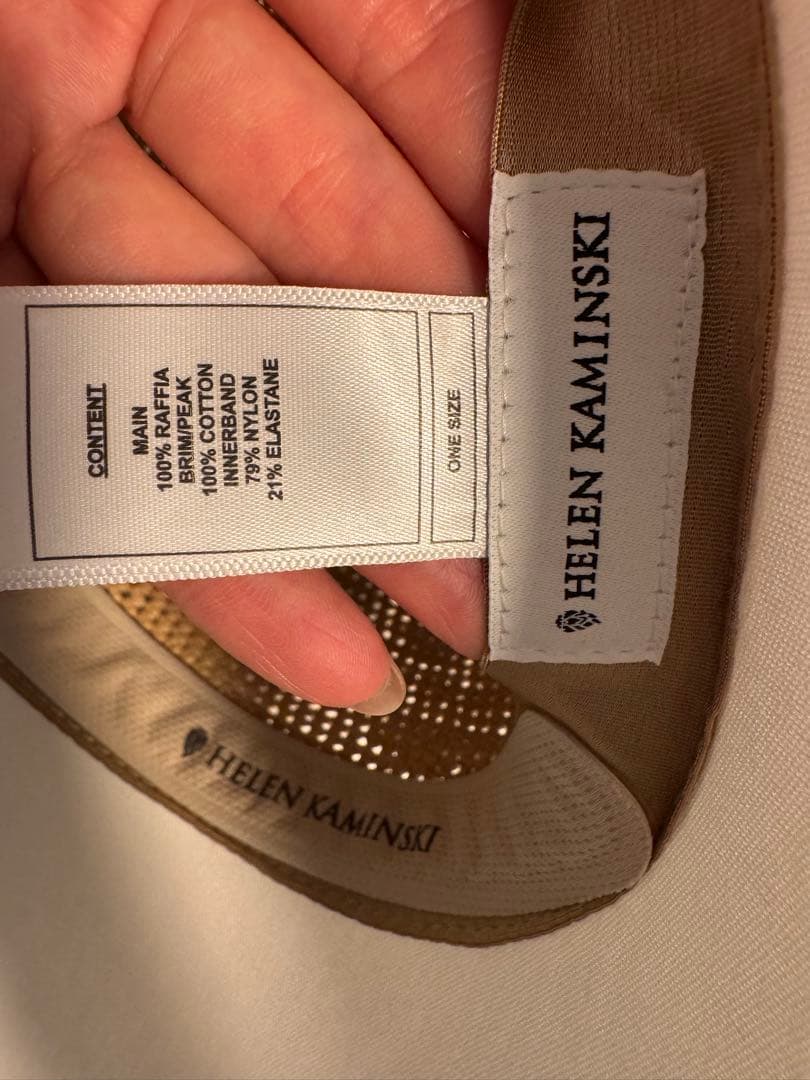 CONTENT
MAIN
100% RAFFIA
BRIM/PEAK
100% COTTON
INNERBAND
79% NYLON
21% ELASTANE
ONE SIZE
HELEN KAMINSKI
HELEN KAMINSKI